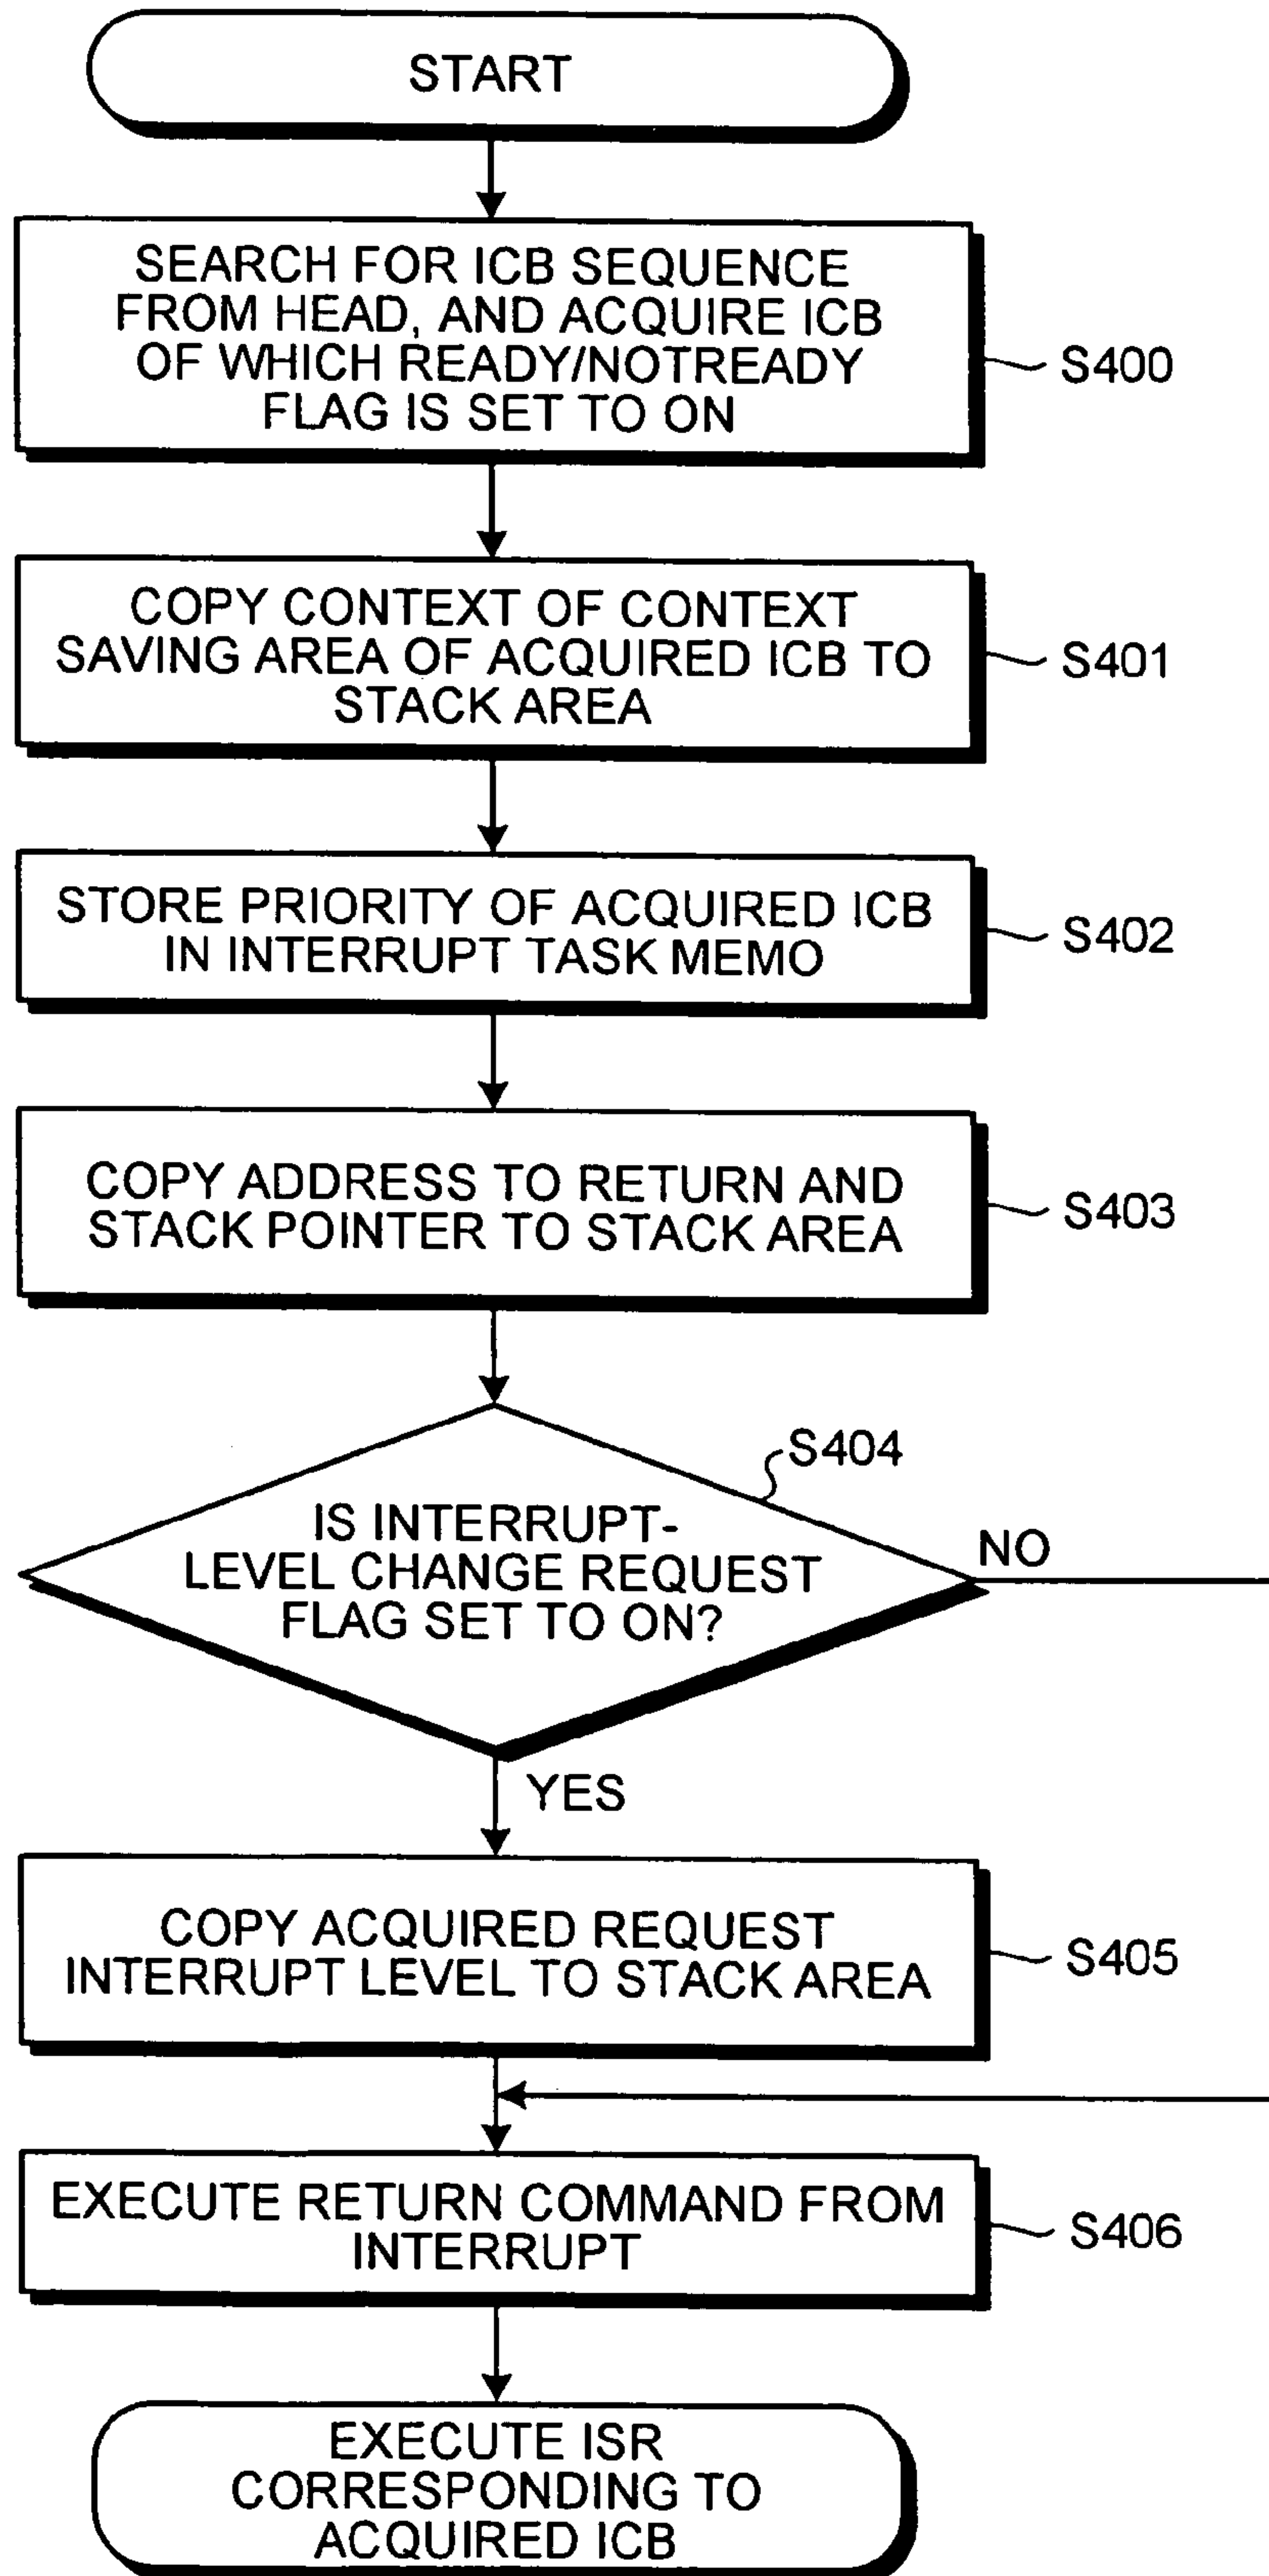 START
SEARCH FOR ICB SEQUENCE
FROM HEAD, AND ACQUIRE ICB
OF WHICH READY/NOTREADY
FLAG IS SET TO ON
S400
COPY CONTEXT OF CONTEXT
SAVING AREA OF ACQUIRED ICB TO
STACK AREA
S401
STORE PRIORITY OF ACQUIRED ICB
IN INTERRUPT TASK MEMO
S402
COPY ADDRESS TO RETURN AND
STACK POINTER TO STACK AREA
S403
S404
IS INTERRUPT-
LEVEL CHANGE REQUEST
FLAG SET TO ON?
NO
YES
COPY ACQUIRED REQUEST
INTERRUPT LEVEL TO STACK AREA
S405
EXECUTE RETURN COMMAND FROM
INTERRUPT
S406
EXECUTE ISR
CORRESPONDING TO
ACQUIRED ICB